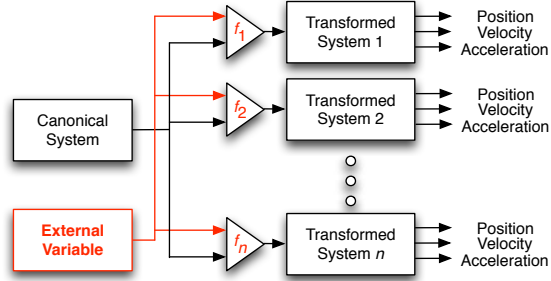 f1
Transformed
System 1
Position
Velocity
Acceleration
Canonical
System
f2
Transformed
System 2
Position
Velocity
Acceleration
External
Variable
fn
Transformed
System n
Position
Velocity
Acceleration